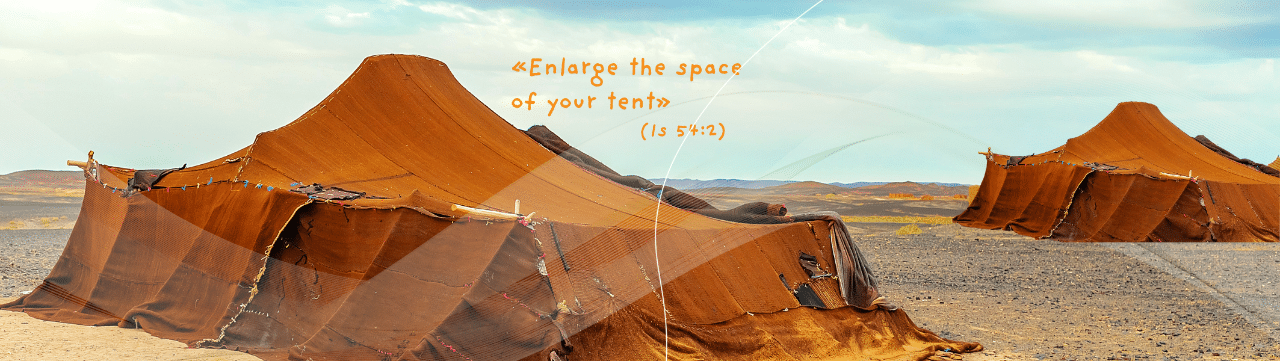 «Enlarge the space
of your tent»
(Is 54:2)